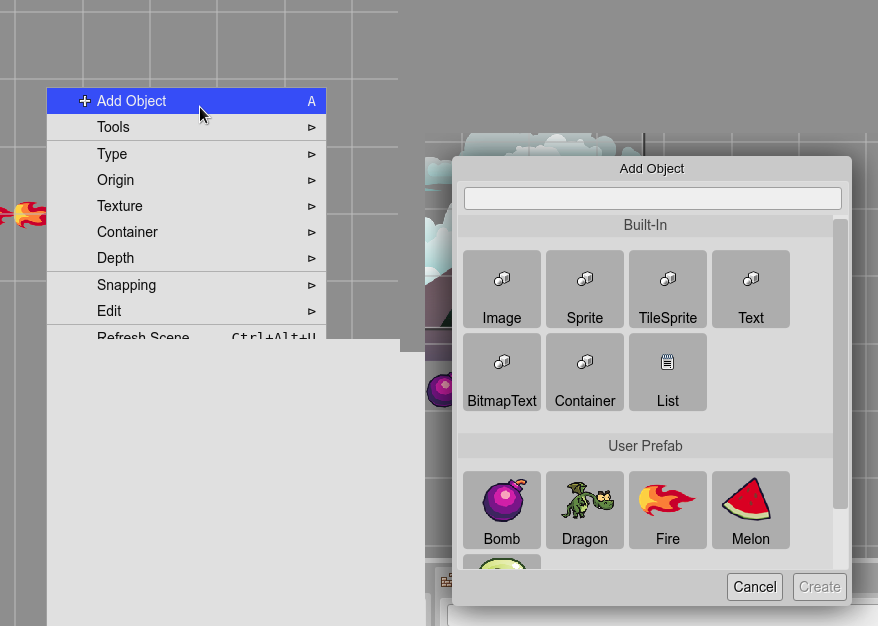 Add Object A
Tools
Type
Origin
Texture
Container
Depth
Snapping
Edit
Refresh Scene Ctrl+Alt+U
Add Object
Built-In
Image Sprite TileSprite Text
BitmapText Container List
User Prefab
Bomb Dragon Fire Melon
Cancel Create